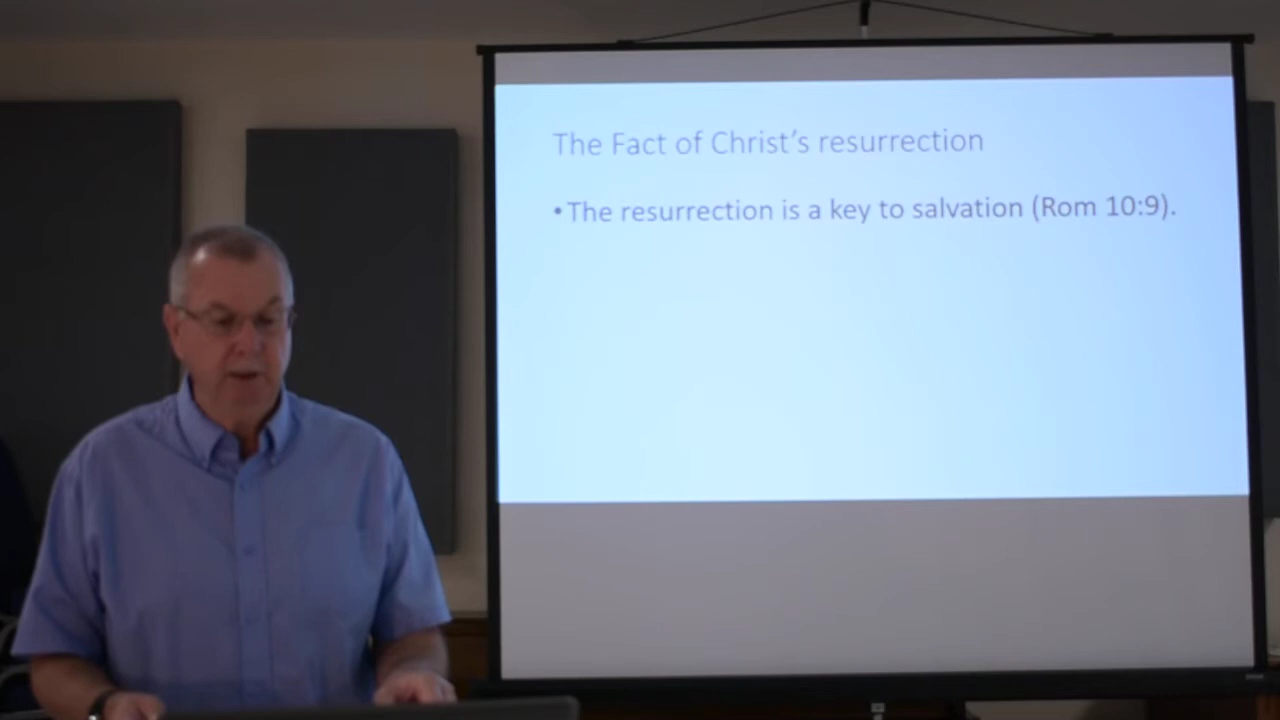 The Fact of Christ’s resurrection
• The resurrection is a key to salvation (Rom 10:9).